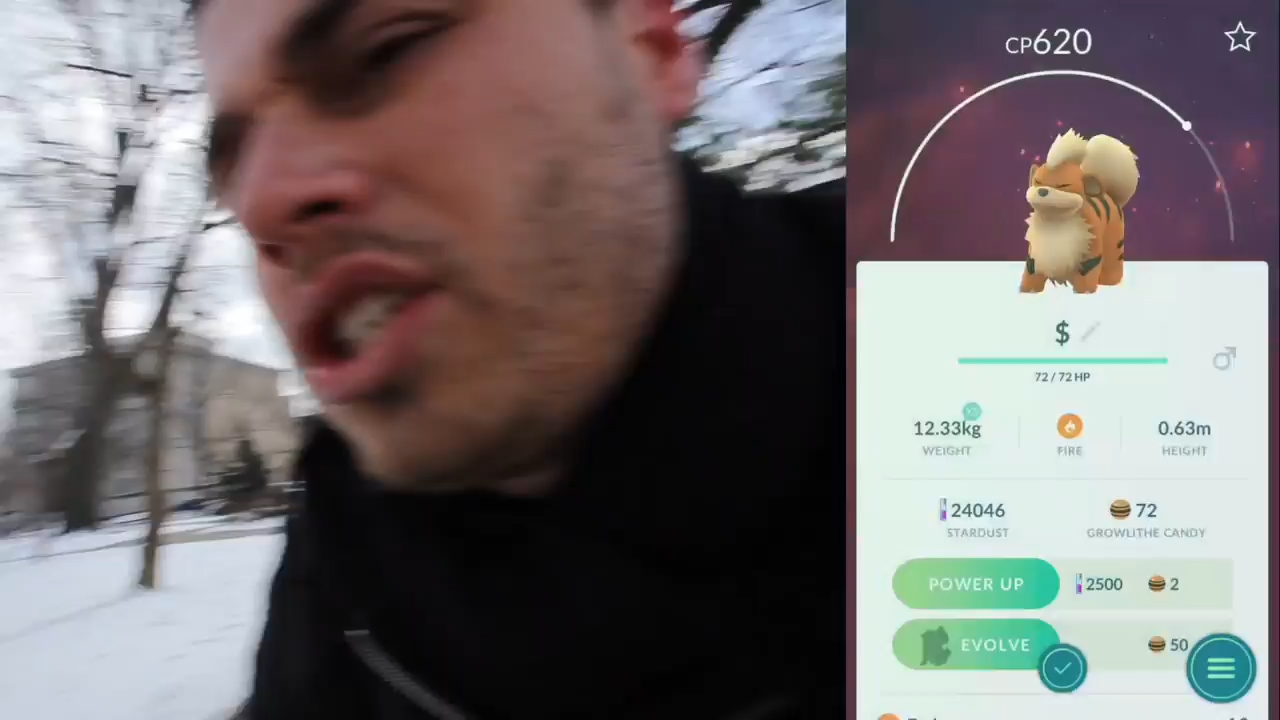 CP620
$
72 / 72 HP
12.33kg
WEIGHT
FIRE
0.63m
HEIGHT
24046
STARDUST
72
GROWLITHE CANDY
POWER UP
2500
2
EVOLVE
50